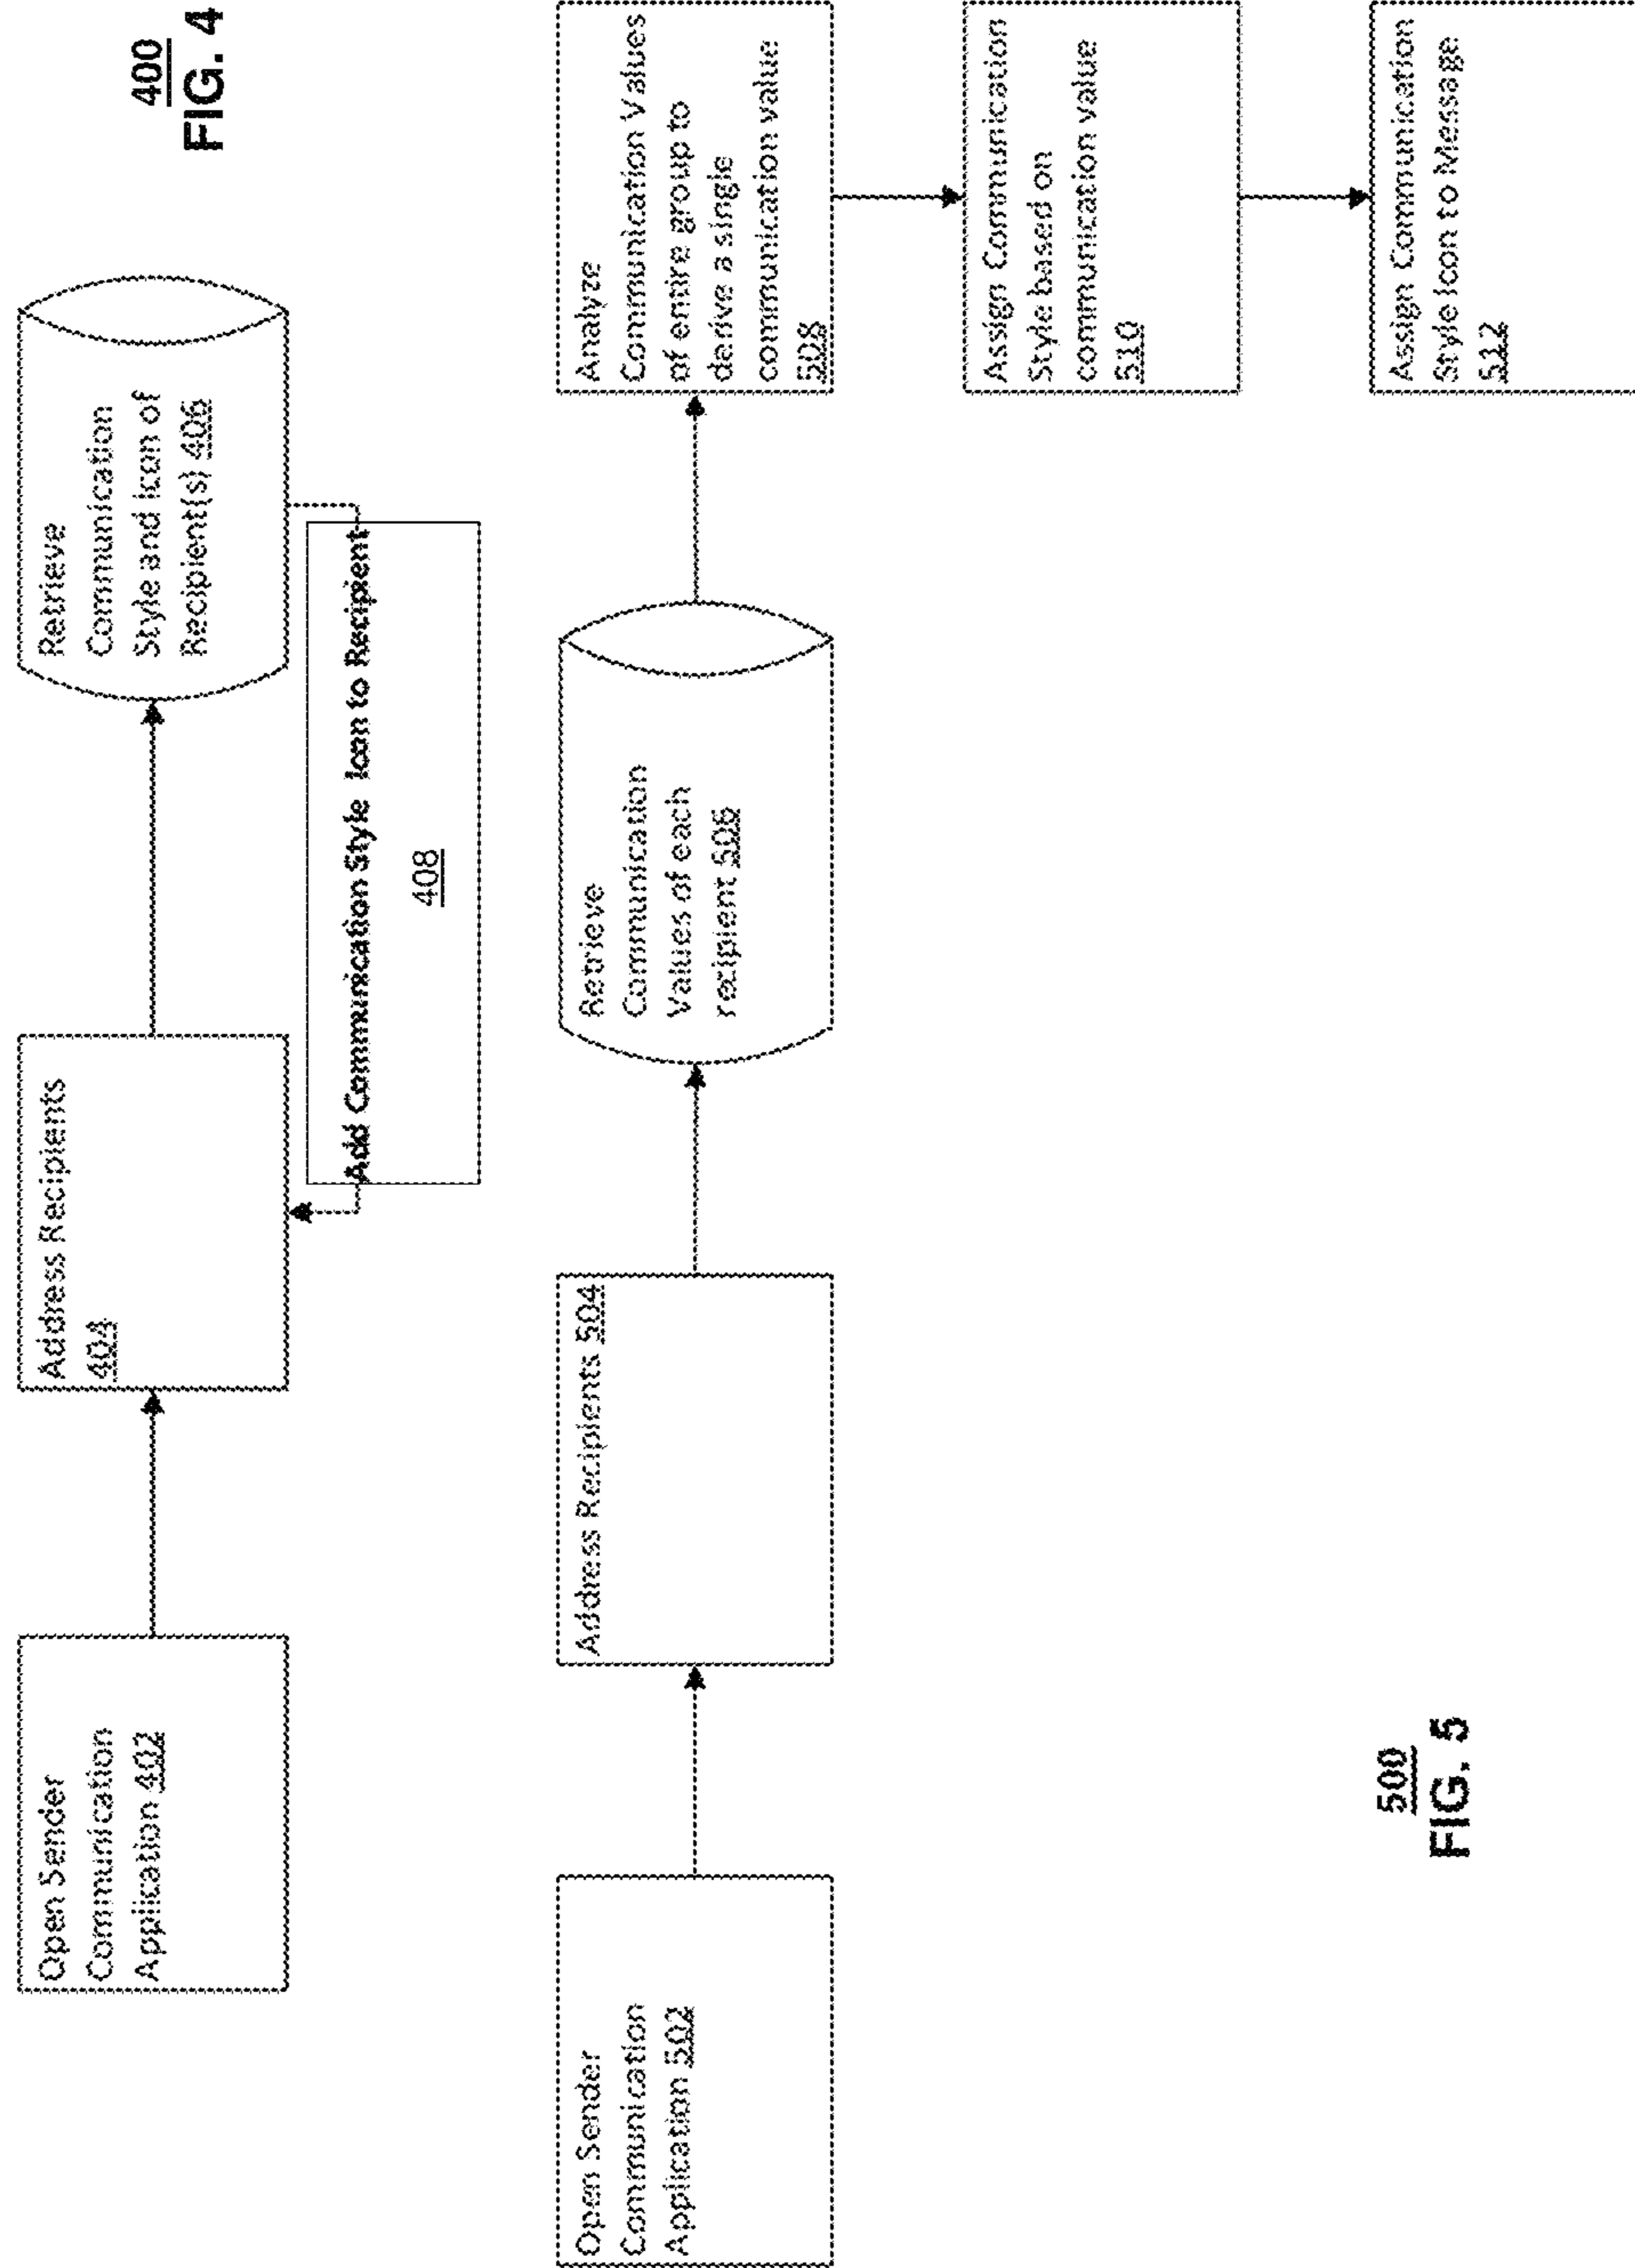 Open Sender
Communication
Application 402
Address Recipients
404
Retrieve
Communication
Style and Icon of
Recipient(s) 406
Add Communication Style Icon to Recipient
408
400
FIG. 4
Open Sender
Communication
Application 502
Address Recipients 504
Retrieve
Communication
Values of each
recipient 506
Analyze
Communication Values
of entire group to
derive a single
communication value
508
Assign Communication
Style based on
communication value
510
Assign Communication
Style Icon to Message
512
500
FIG. 5